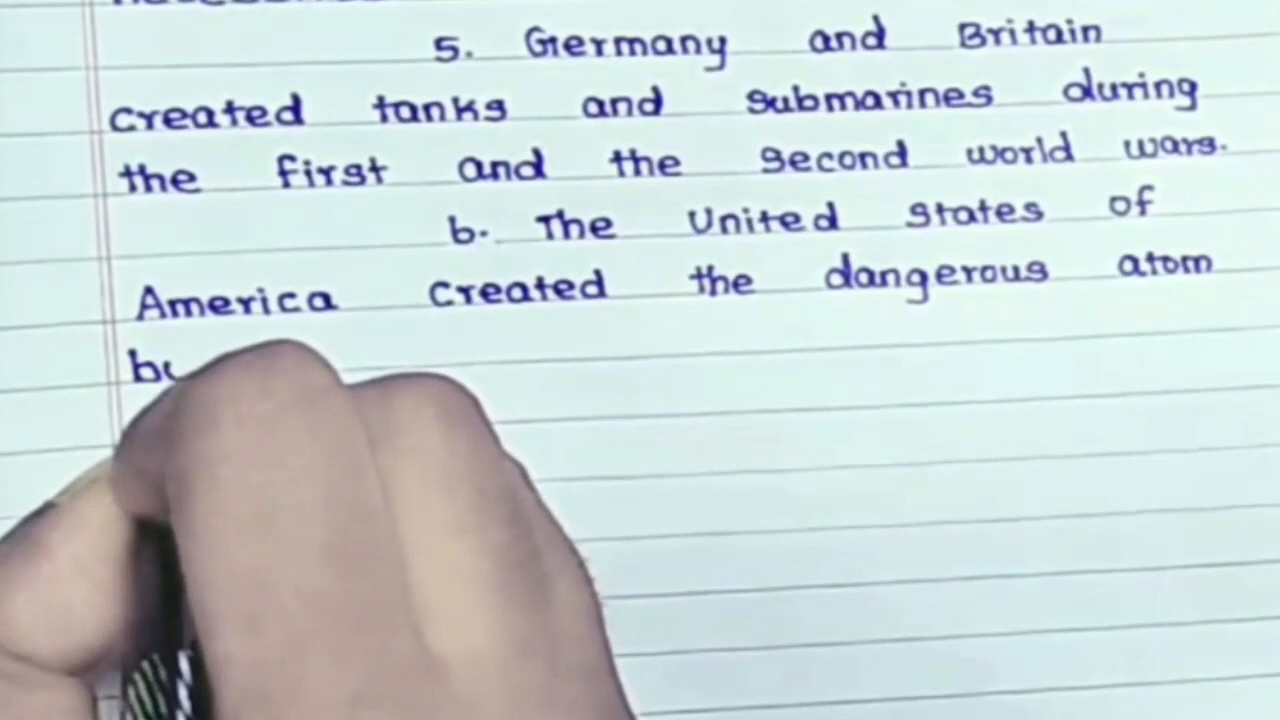 5. Germany and Britain
created tanks and submarines during
the first and the second world wars.
6. The United states of
America created the dangerous atom